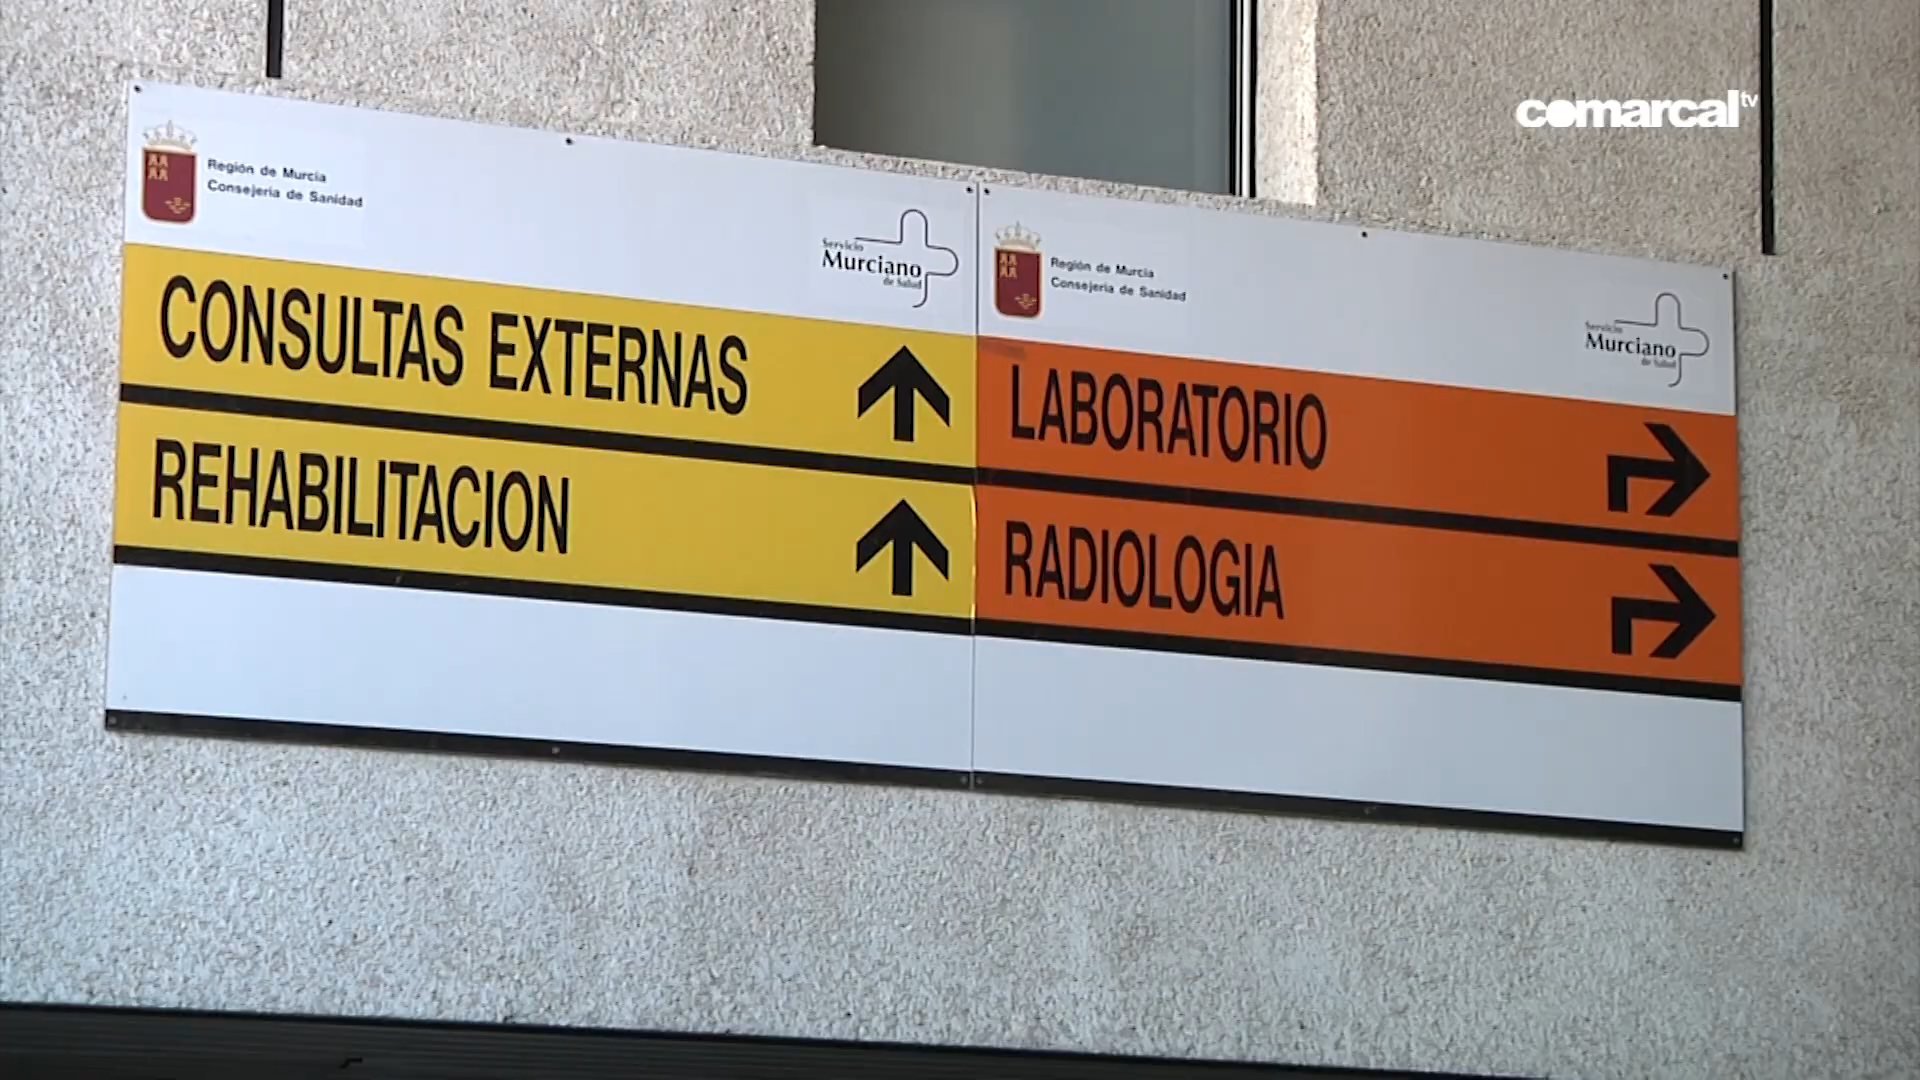 comarcal tv
Región de Murcia
Consejería de Sanidad
Servicio
Murciano
de Salud
CONSULTAS EXTERNAS
REHABILITACION
Región de Murcia
Consejería de Sanidad
Servicio
Murciano
de Salud
LABORATORIO
RADIOLOGIA